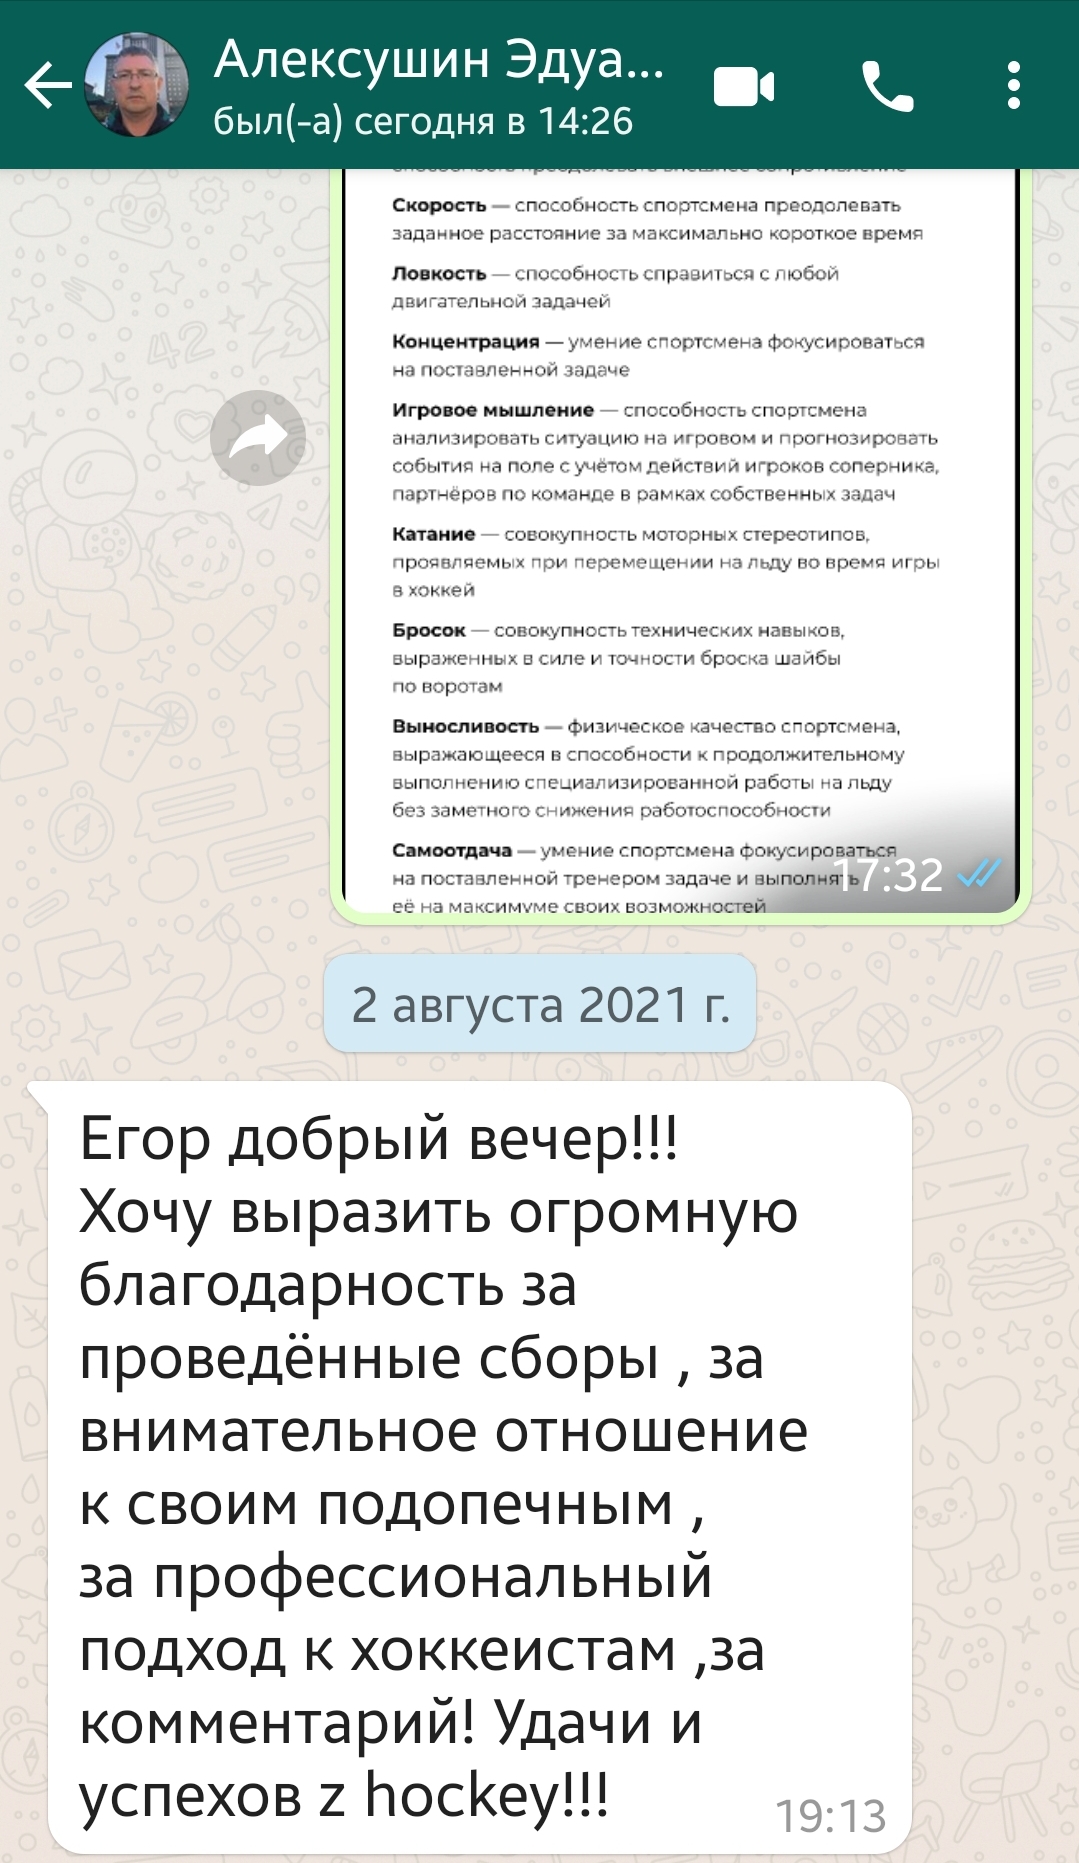 Алексушин Эдуа...
был(-а) сегодня в 14:26
способность преодолевать внешнее сопротивление
Скорость — способность спортсмена преодолевать
заданное расстояние за максимально короткое время
Ловкость — способность справиться с любой
двигательной задачей
Концентрация — умение спортсмена фокусироваться
на поставленной задаче
Игровое мышление — способность спортсмена
анализировать ситуацию на игровом и прогнозировать
события на поле с учётом действий игроков соперника,
партнёров по команде в рамках собственных задач
Катание — совокупность моторных стереотипов,
проявляемых при перемещении на льду во время игры
в хоккей
Бросок — совокупность технических навыков,
выраженных в силе и точности броска шайбы
по воротам
Выносливость — физическое качество спортсмена,
выражающееся в способности к продолжительному
выполнению специализированной работы на льду
без заметного снижения работоспособности
Самоотдача — умение спортсмена фокусироваться
на поставленной тренером задаче и выполнять
её на максимуме своих возможностей
17:32
2 августа 2021 г.
Егор добрый вечер!!!
Хочу выразить огромную
благодарность за
проведённые сборы , за
внимательное отношение
к своим подопечным ,
за профессиональный
подход к хоккеистам ,за
комментарий! Удачи и
успехов z hockey!!!
19:13